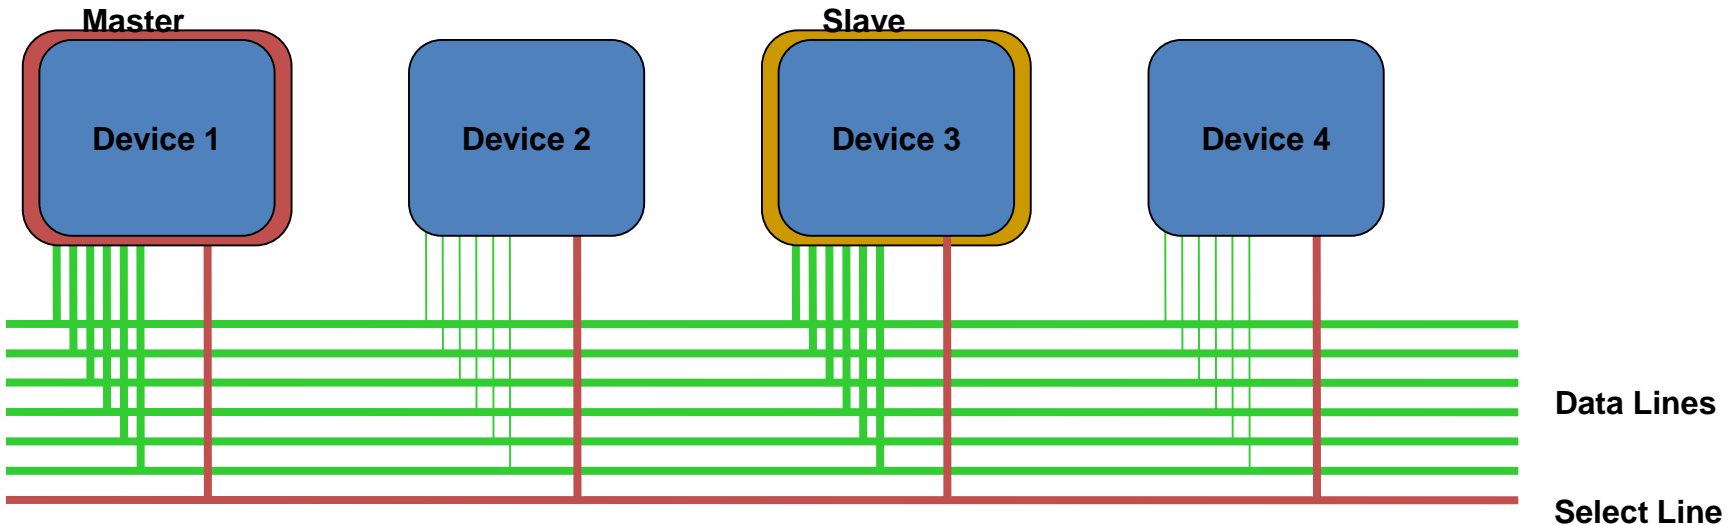 Master
Slave
Device 1
Device 2
Device 3
Device 4
Data Lines
Select Line